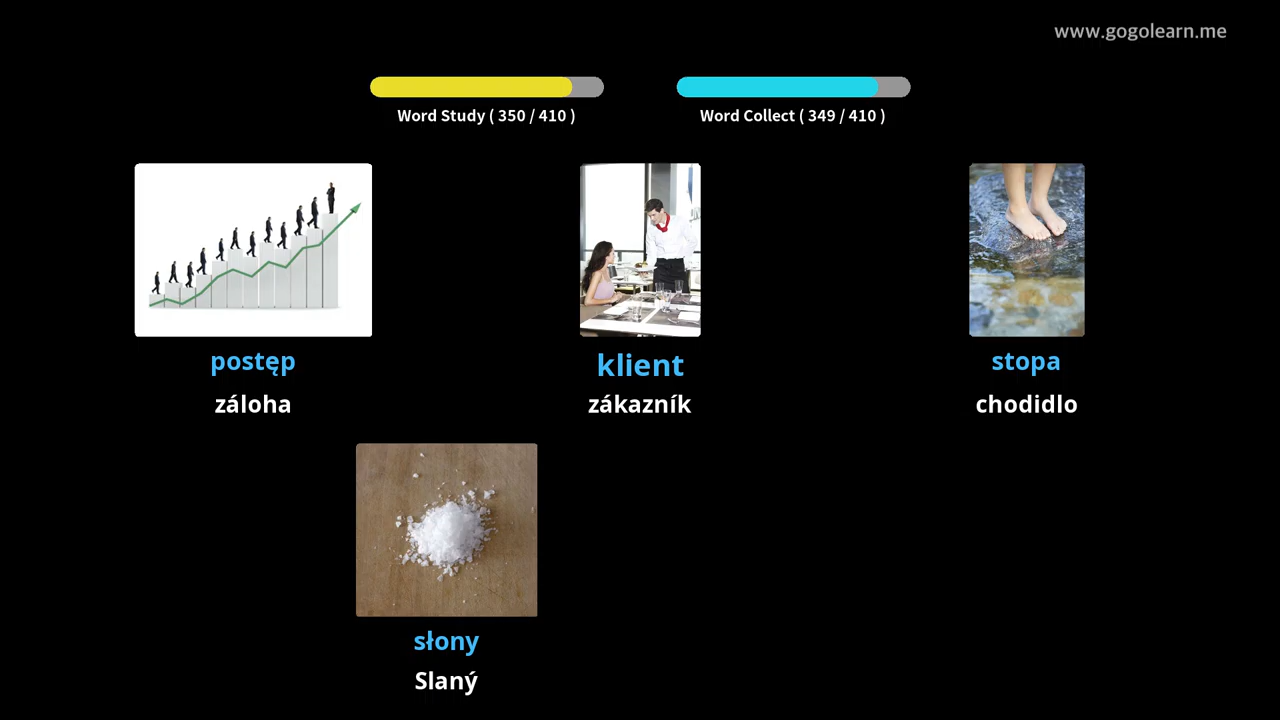 www.gogolearn.me
Word Study ( 350 / 410 )
Word Collect ( 349 / 410 )
postęp
klient
stopa
záloha
zákazník
chodidlo
słony
Slaný